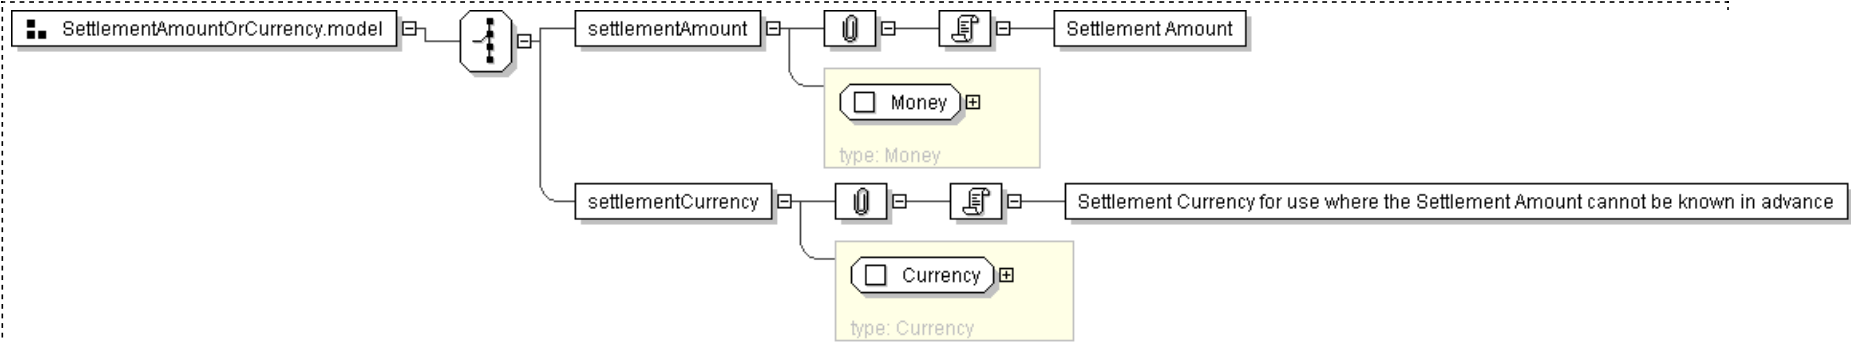 SettlementAmountOrCurrency.model
settlementAmount
Settlement Amount
Money
type: Money
settlementCurrency
Settlement Currency for use where the Settlement Amount cannot be known in advance
Currency
type: Currency